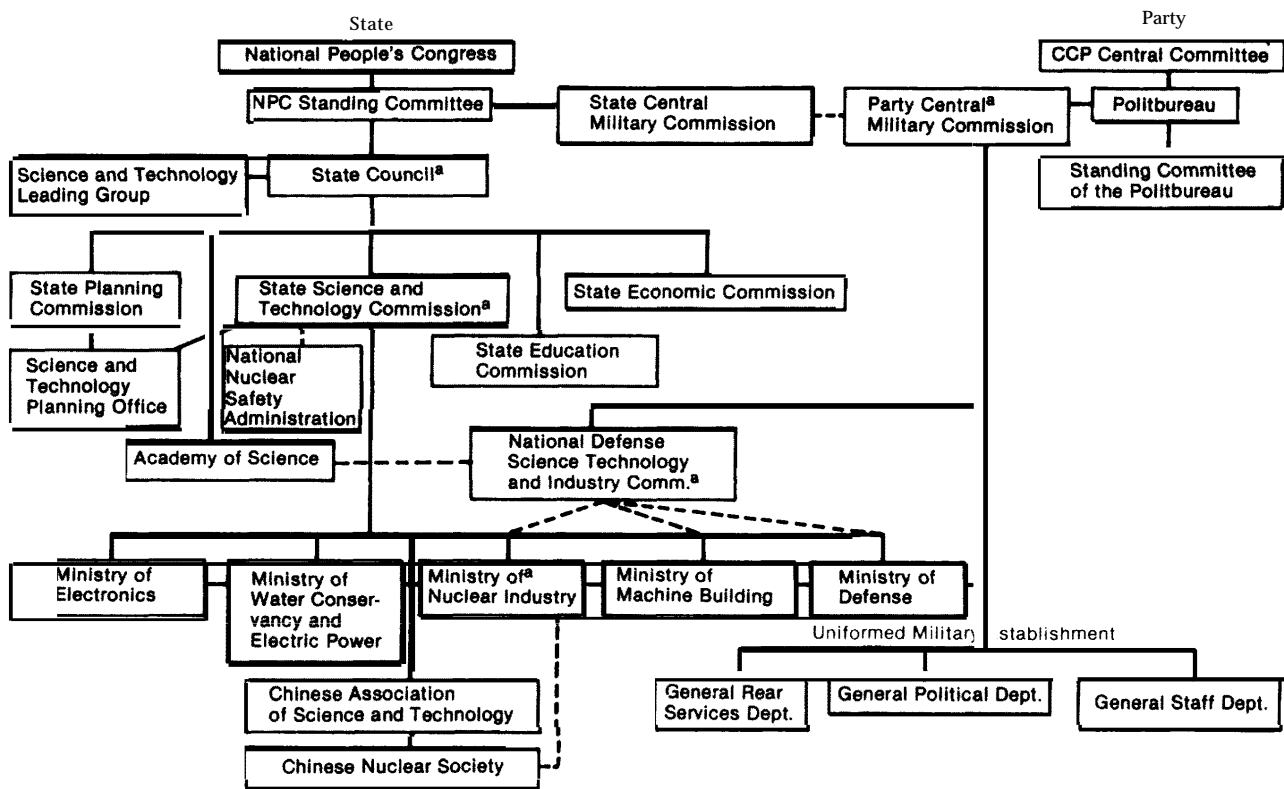 State
Party
National People's Congress
CCP Central Committee
NPC Standing Committee
State Central
Military Commission
Party Central^a
Military Commission
Politbureau
Science and Technology
Leading Group
State Council^a
Standing Committee
of the Politbureau
State Planning
Commission
State Science and
Technology Commission^a
State Economic Commission
State Education
Commission
Science and
Technology
Planning Office
National
Nuclear
Safety
Administration
Academy of Science
National Defense
Science Technology
and Industry Comm.^a
Ministry of
Electronics
Ministry of
Water Conser-
vancy and
Electric Power
Ministry of^a
Nuclear Industry
Ministry of
Machine Building
Ministry of
Defense
Uniformed Military stablishment
General Rear
Services Dept.
General Political Dept.
General Staff Dept.
Chinese Association
of Science and Technology
Chinese Nuclear Society